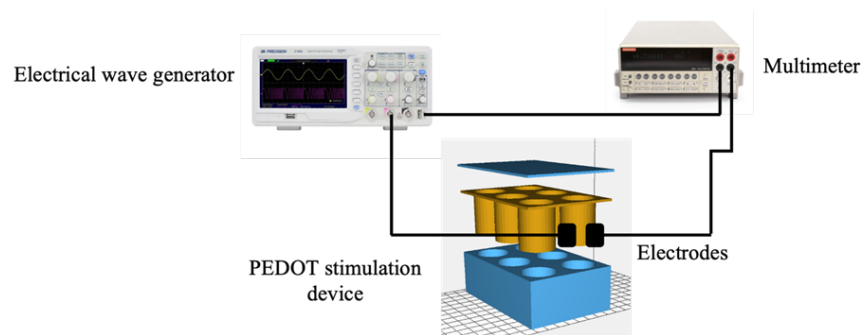 Electrical wave generator
Multimeter
PEDOT stimulation
device
Electrodes